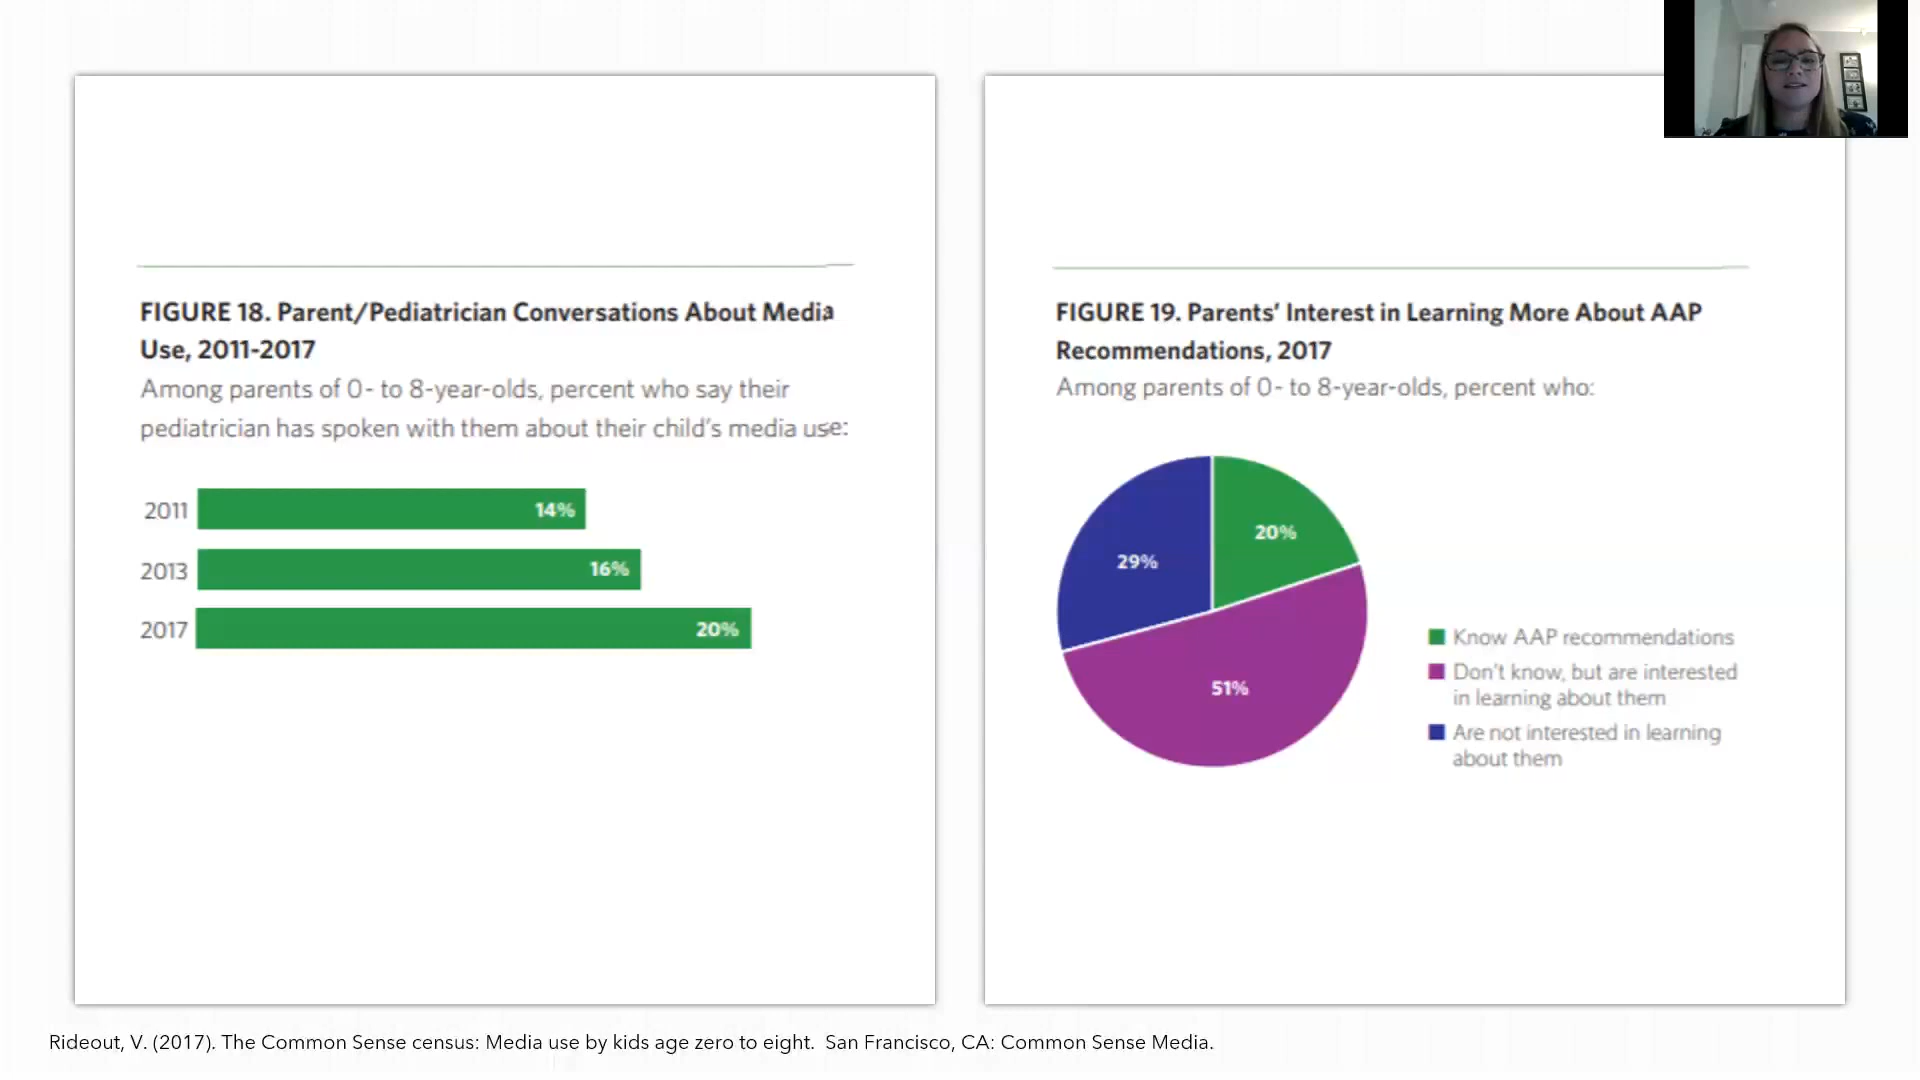 FIGURE 18. Parent/Pediatrician Conversations About Media
Use, 2011-2017
Among parents of 0- to 8-year-olds, percent who say their
pediatrician has spoken with them about their child's media use:
2011 14%
2013 16%
2017 20%
FIGURE 19. Parents' Interest in Learning More About AAP
Recommendations, 2017
Among parents of 0- to 8-year-olds, percent who:
20%
29%
51%
Know AAP recommendations
Don't know, but are interested
in learning about them
Are not interested in learning
about them
Rideout, V. (2017). The Common Sense census: Media use by kids age zero to eight. San Francisco, CA: Common Sense Media.